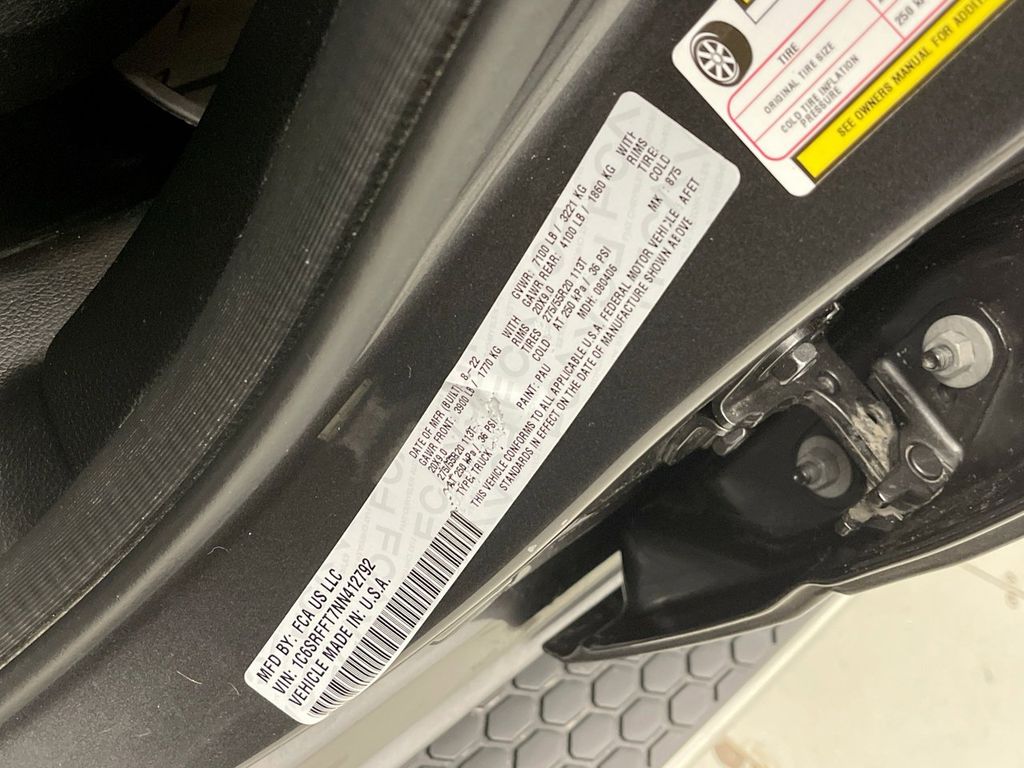 MFD BY: FCA US LLC
VIN: 1C6SRFFT7NN412792
VEHICLE MADE IN: U.S.A.
DATE OF MFR (BUILT) 8-22 GVWR: 7100 LB / 3221 KG
GAWR FRONT: 3900 LB / 1770 KG WITH GAWR REAR: 4100 LB / 1860 KG WITH
20X9.0 RIMS 20X9.0 RIMS
275/55R20 113T TIRES 275/55R20 113T TIRE
AT 250 kPa / 36 PSI COLD AT 250 kPa / 36 PSI COLD
TYPE: TRUCK PAINT: PAU MDH: 080406 MK : 875
THIS VEHICLE CONFORMS TO ALL APPLICABLE U.S.A. FEDERAL MOTOR VEHICLE
STANDARDS IN EFFECT ON THE DATE OF MANUFACTURE SHOWN ABOVE
TIRE
ORIGINAL TIRE SIZE
COLD TIRE INFLATION
PRESSURE
250
SEE OWNERS MANUAL FOR